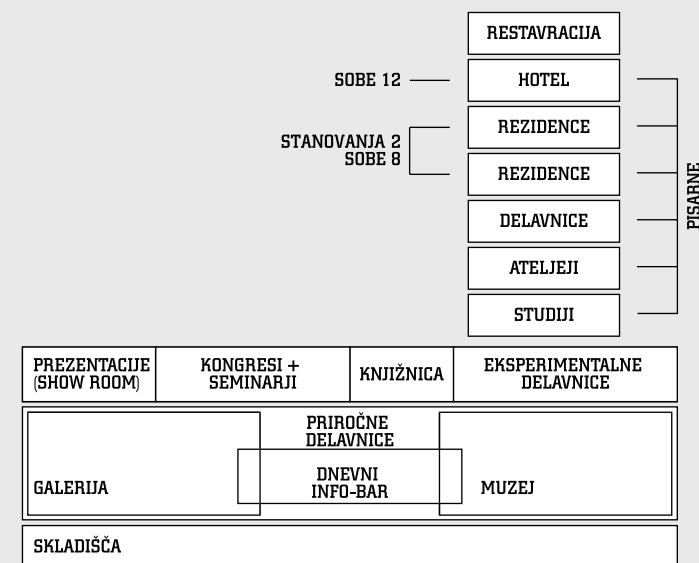 RESTAVRACIJA
SOBE 12
HOTEL
STANOVANJA 2
SOBE 8
REZIDENCE
REZIDENCE
DELAVNICE
ATELJEJI
STUDIJI
PISARNE
PREZENTACIJE
(SHOW ROOM)
KONGRESI +
SEMINARJI
KNJIŽNICA
EKSPERIMENTALNE
DELAVNICE
PRIROČNE
DELAVNICE
GALERIJA
DNEVNI
INFO-BAR
MUZEJ
SKLADIŠČA